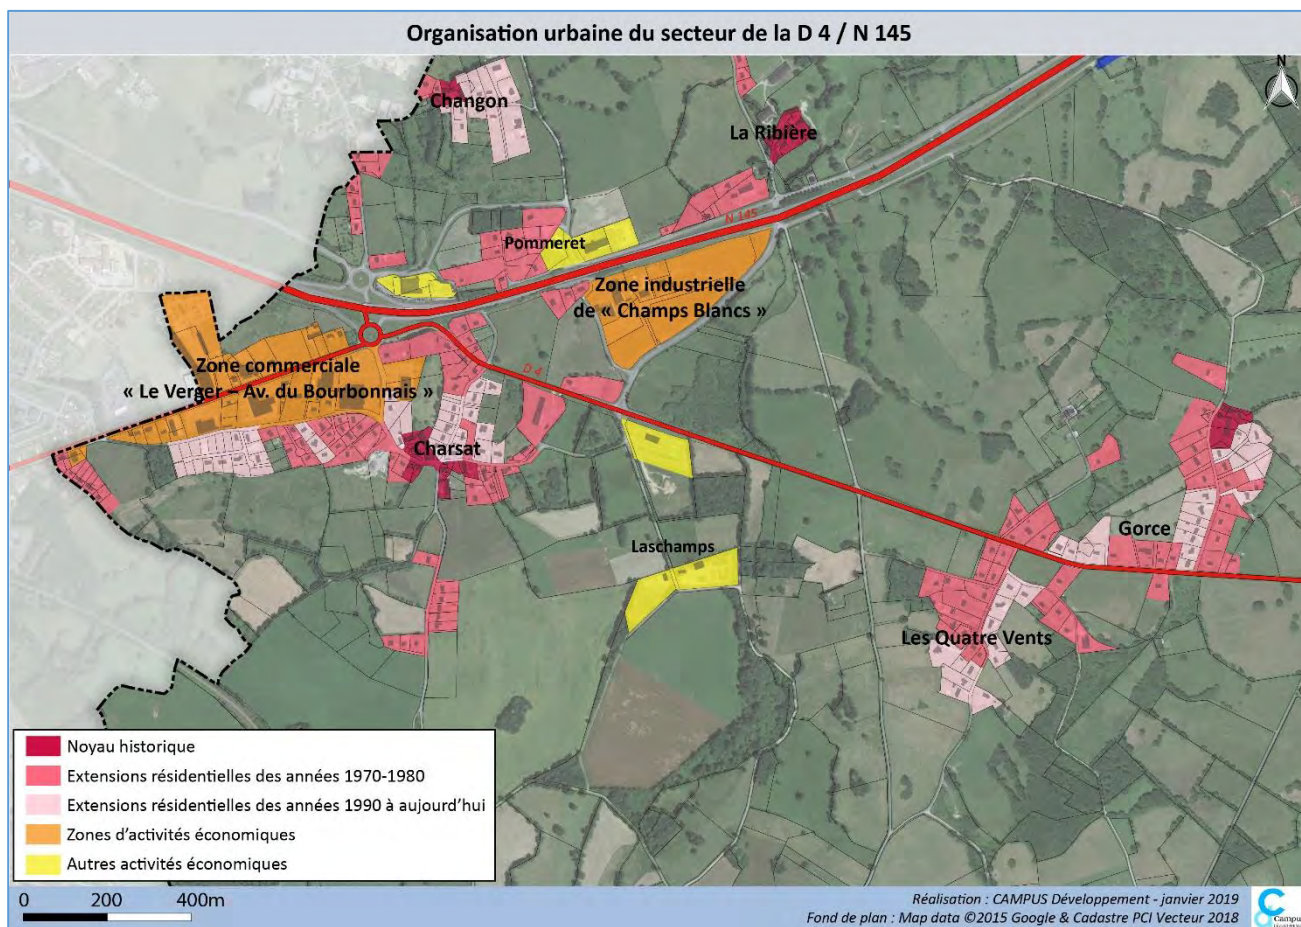 Organisation urbaine du secteur de la D 4 / N 145
N
Changon
La Ribière
N 145
Pommeret
Zone industrielle
de « Champs Blancs »
Zone commerciale
« Le Verger – Av. du Bourbonnais »
D 4
Charsat
Gorce
Laschamps
Les Quatre Vents
Noyau historique
Extensions résidentielles des années 1970-1980
Extensions résidentielles des années 1990 à aujourd'hui
Zones d'activités économiques
Autres activités économiques
0 200 400m
Réalisation : CAMPUS Développement - janvier 2019
Fond de plan : Map data ©2015 Google & Cadastre PCI Vecteur 2018
Campus